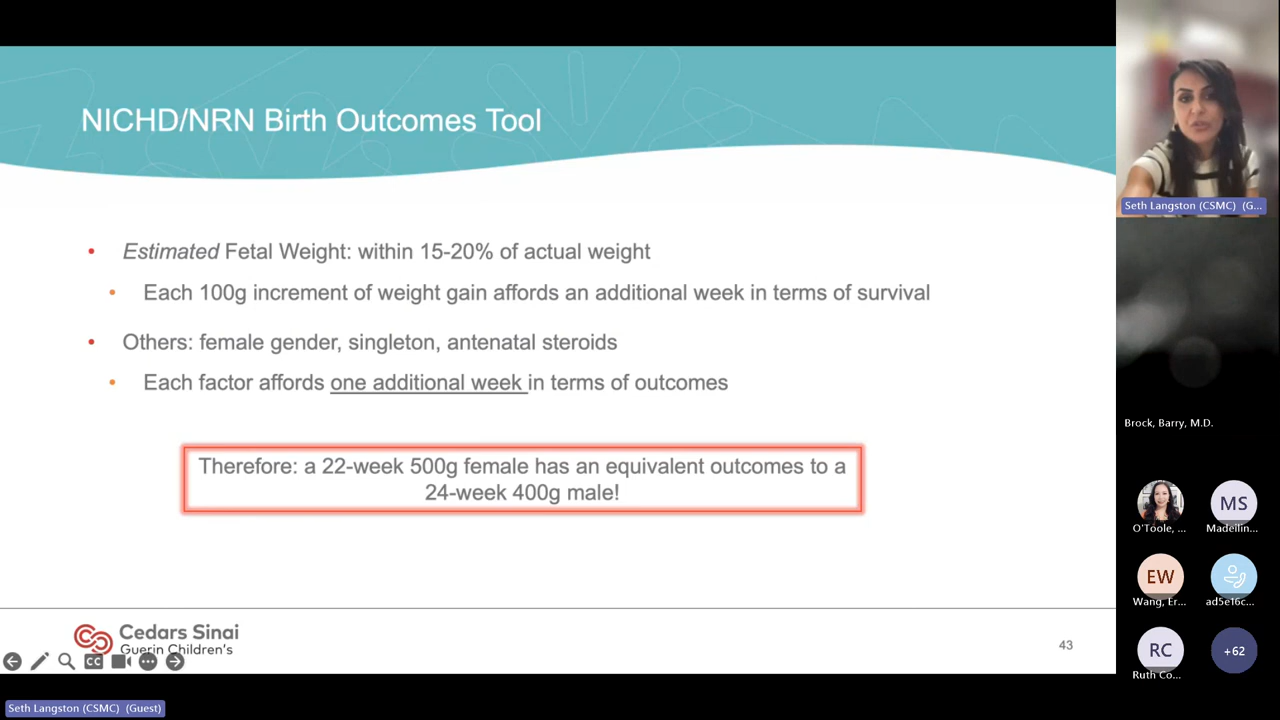 NICHD/NRN Birth Outcomes Tool
• Estimated Fetal Weight: within 15-20% of actual weight
• Each 100g increment of weight gain affords an additional week in terms of survival
• Others: female gender, singleton, antenatal steroids
• Each factor affords one additional week in terms of outcomes
Therefore: a 22-week 500g female has an equivalent outcomes to a
24-week 400g male!
Cedars Sinai
Guerin Children's
43
CC
Seth Langston (CSMC) (Guest)
Seth Langston (CSMC) (G...
Brock, Barry, M.D.
O'Toole, ...
MS
Madeilin...
EW
Wang, Er...
ad5e16c...
RC
Ruth Co...
+62